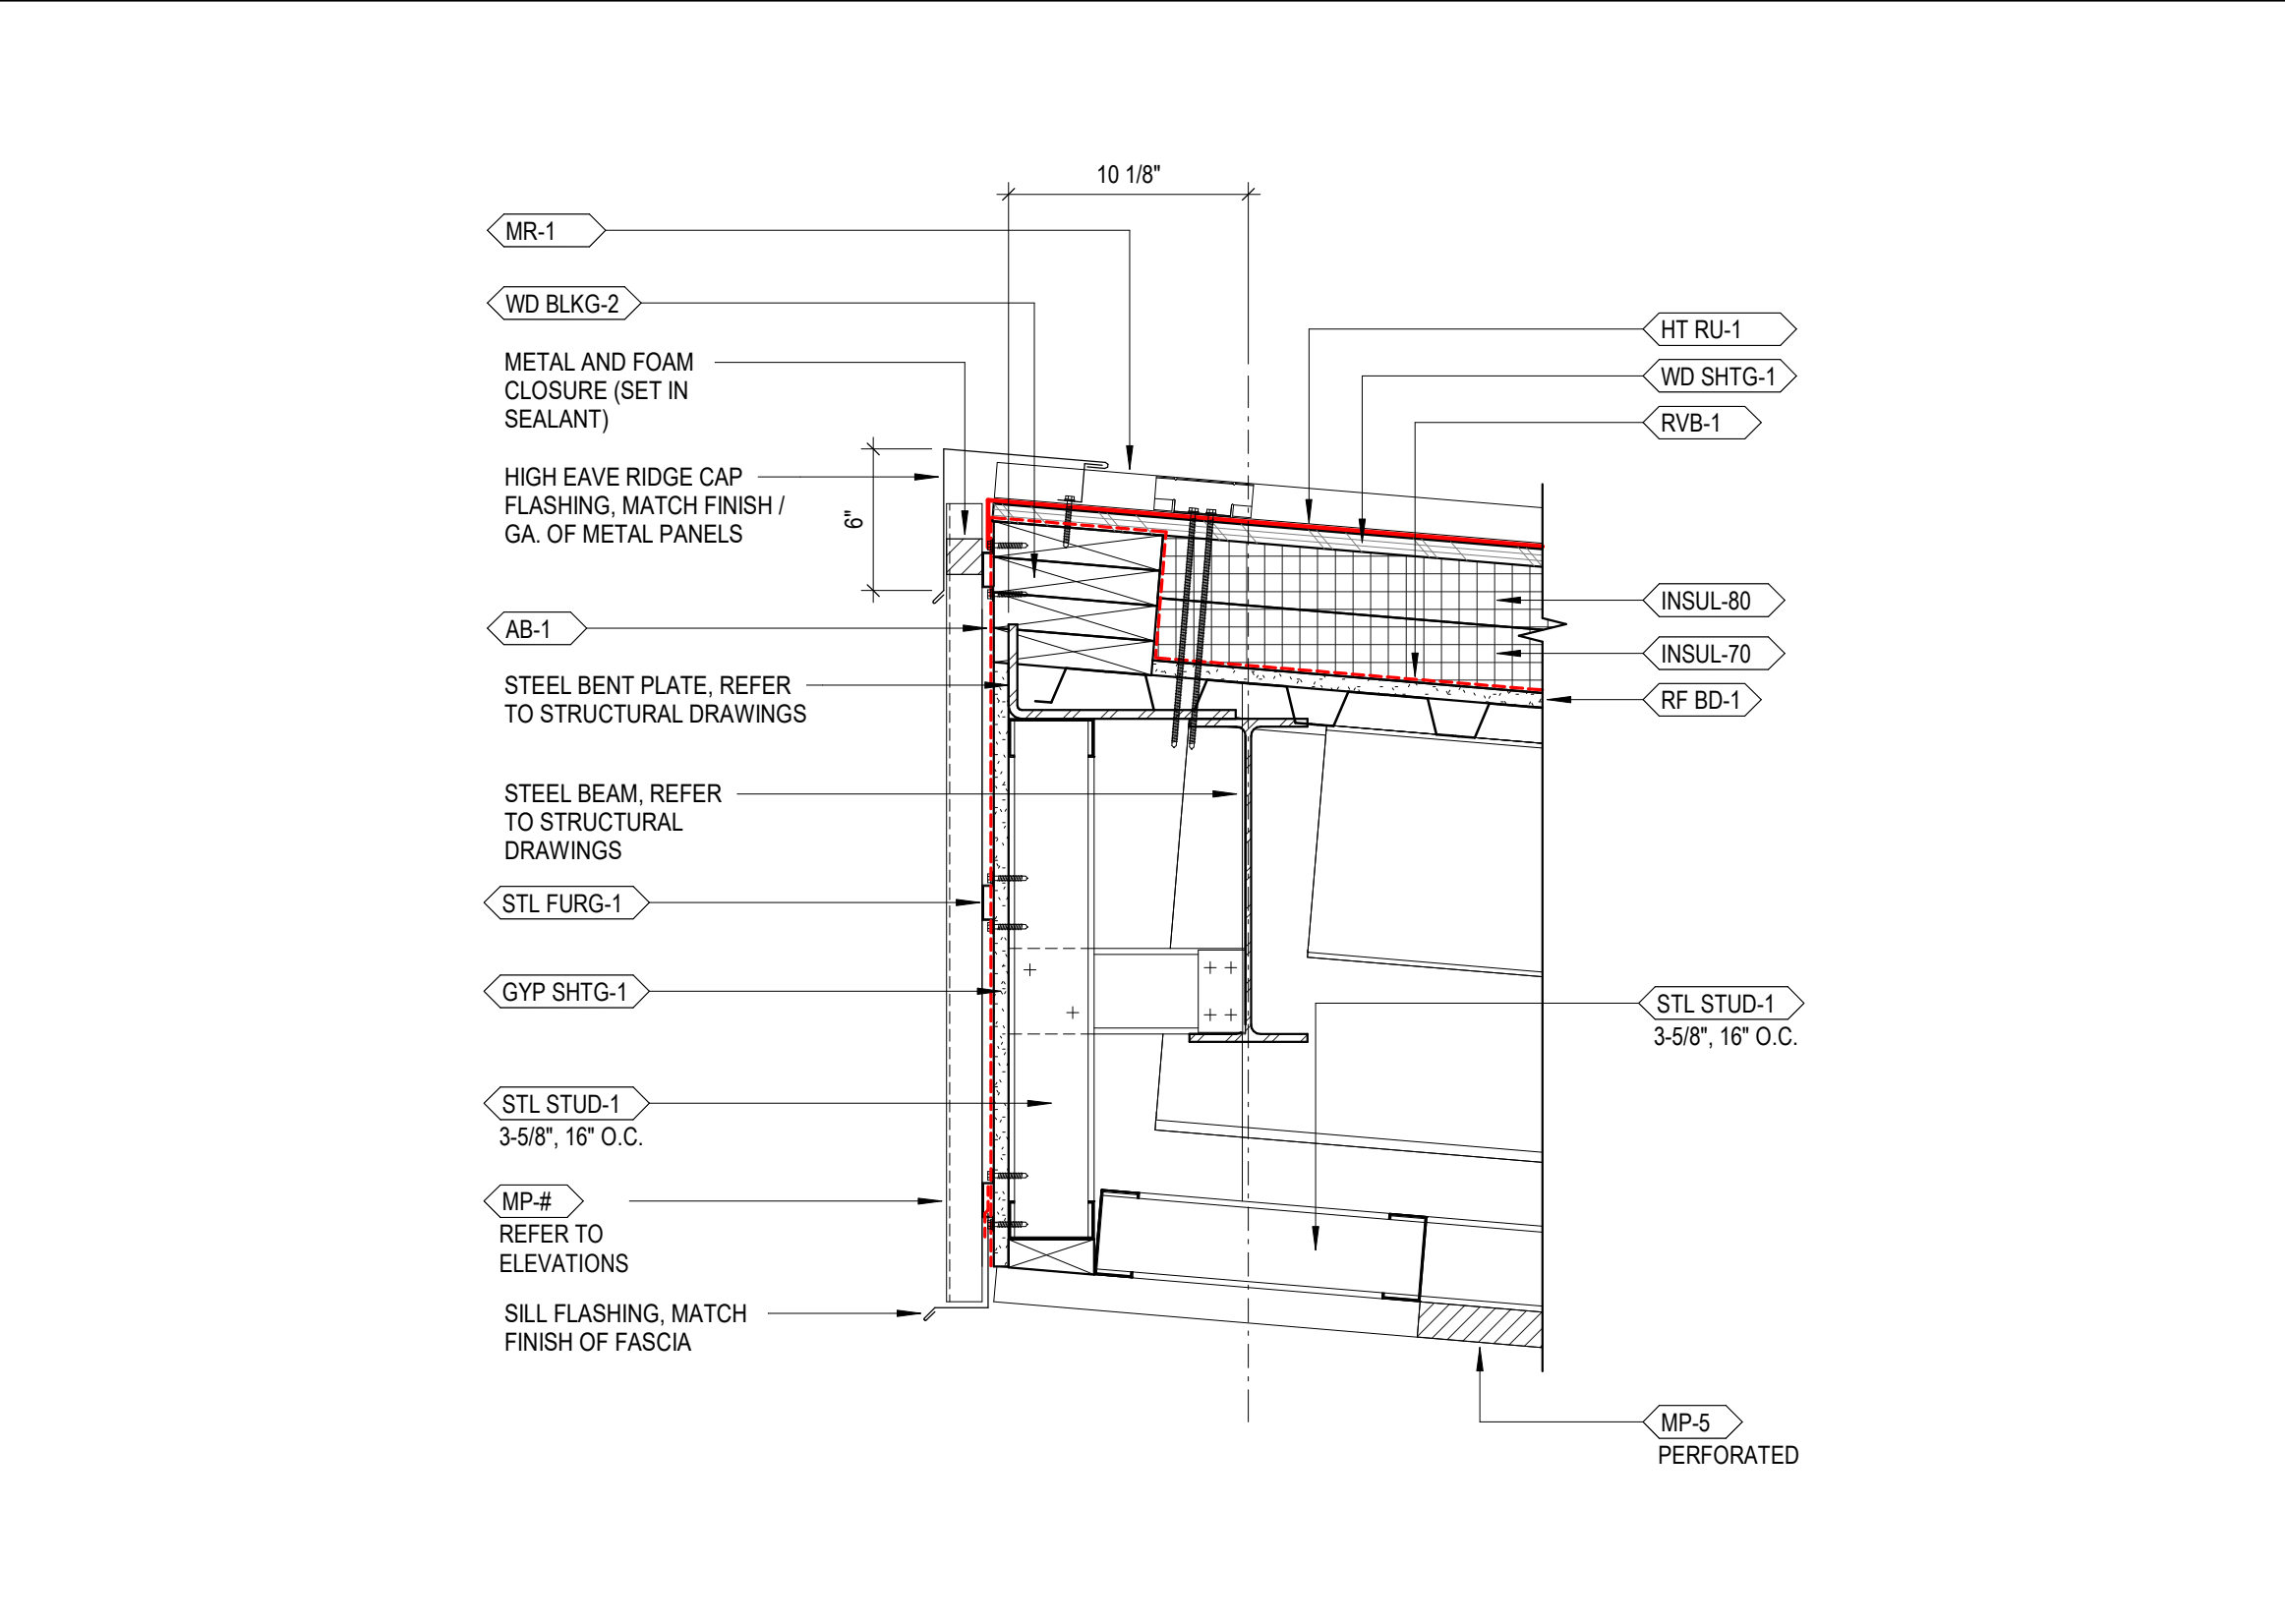 10 1/8"
MR-1
WD BLKG-2
METAL AND FOAM
CLOSURE (SET IN
SEALANT)
HIGH EAVE RIDGE CAP
FLASHING, MATCH FINISH /
GA. OF METAL PANELS
6"
AB-1
STEEL BENT PLATE, REFER
TO STRUCTURAL DRAWINGS
STEEL BEAM, REFER
TO STRUCTURAL
DRAWINGS
STL FURG-1
GYP SHTG-1
STL STUD-1
3-5/8", 16" O.C.
MP-#
REFER TO
ELEVATIONS
SILL FLASHING, MATCH
FINISH OF FASCIA
HT RU-1
WD SHTG-1
RVB-1
INSUL-80
INSUL-70
RF BD-1
STL STUD-1
3-5/8", 16" O.C.
MP-5
PERFORATED